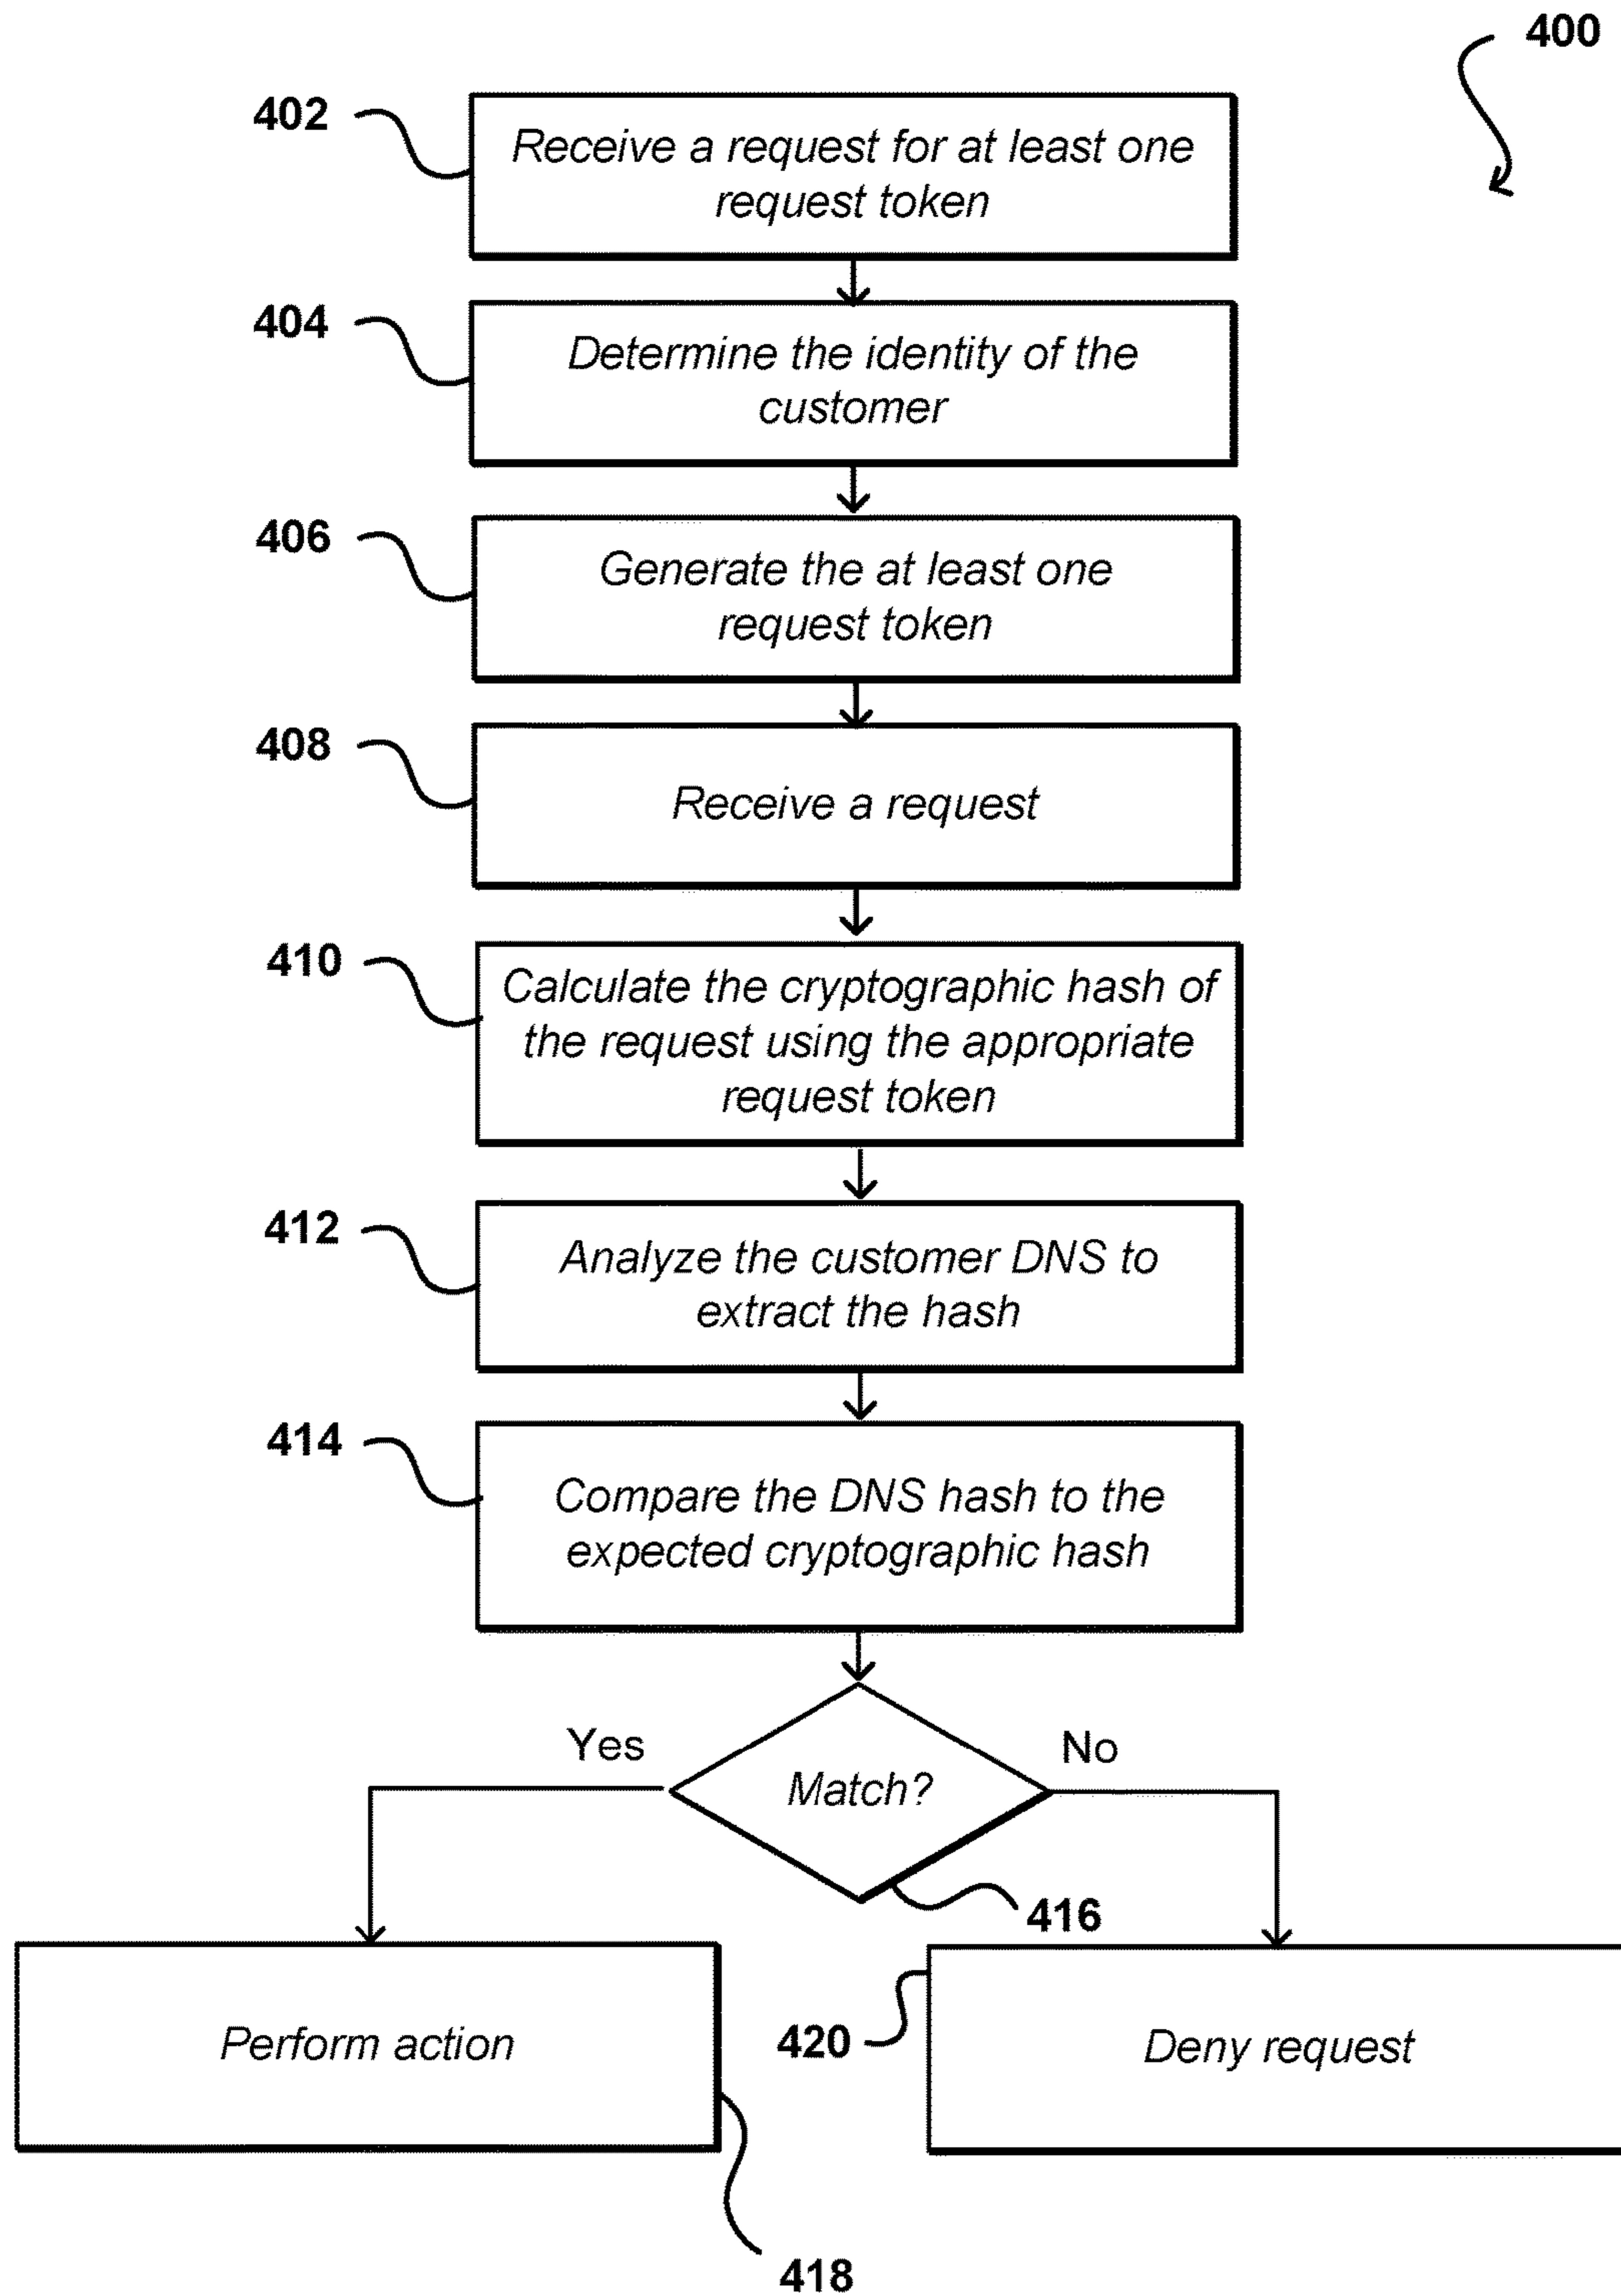 400
402
Receive a request for at least one
request token
404
Determine the identity of the
customer
406
Generate the at least one
request token
408
Receive a request
410
Calculate the cryptographic hash of
the request using the appropriate
request token
412
Analyze the customer DNS to
extract the hash
414
Compare the DNS hash to the
expected cryptographic hash
Yes
No
Match?
416
Perform action
420
Deny request
418